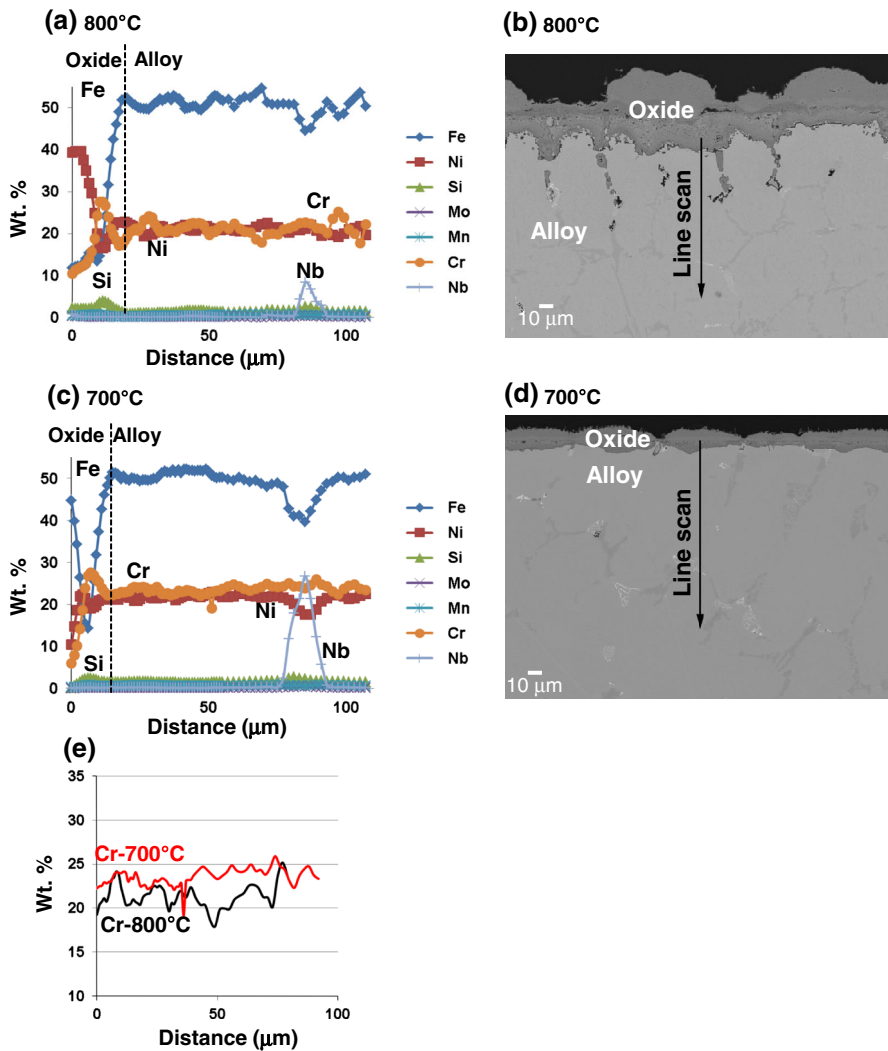 (a) 800°C
Oxide Alloy
Fe
50
40
30
20
10
0
Wt. %
Cr
Ni
Si
Nb
0 50 100
Distance (μm)
Fe
Ni
Si
Mo
Mn
Cr
Nb
(b) 800°C
Oxide
Alloy
Line scan
10 μm
(c) 700°C
Oxide Alloy
Fe
50
40
30
20
10
0
Wt. %
Cr
Ni
Si
Nb
0 50 100
Distance (μm)
Fe
Ni
Si
Mo
Mn
Cr
Nb
(d) 700°C
Oxide
Alloy
Line scan
10 μm
(e)
35
30
25
20
15
10
Wt. %
Cr-700°C
Cr-800°C
0 50 100
Distance (μm)